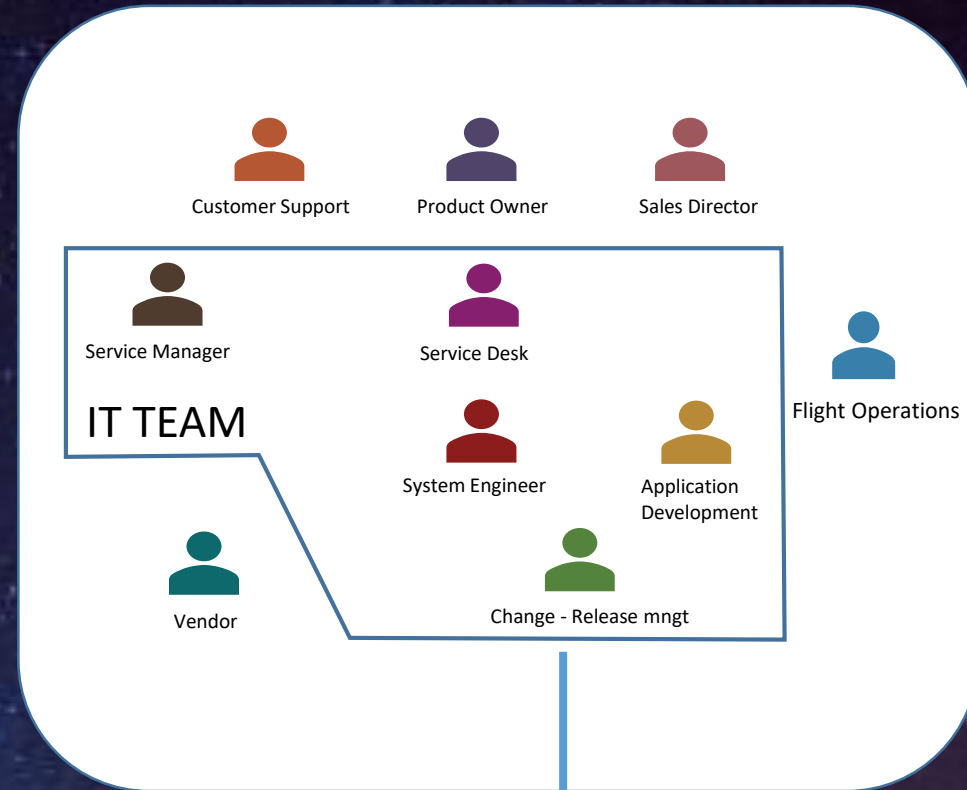 Customer Support
Product Owner
Sales Director
Service Manager
Service Desk
Flight Operations
IT TEAM
System Engineer
Application
Development
Vendor
Change - Release mngt